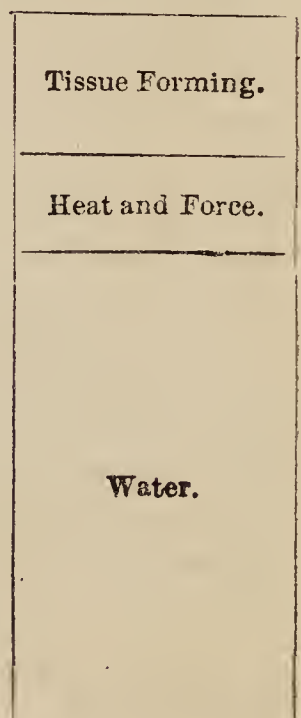 Tissue Forming.
Heat and Force.
Water.